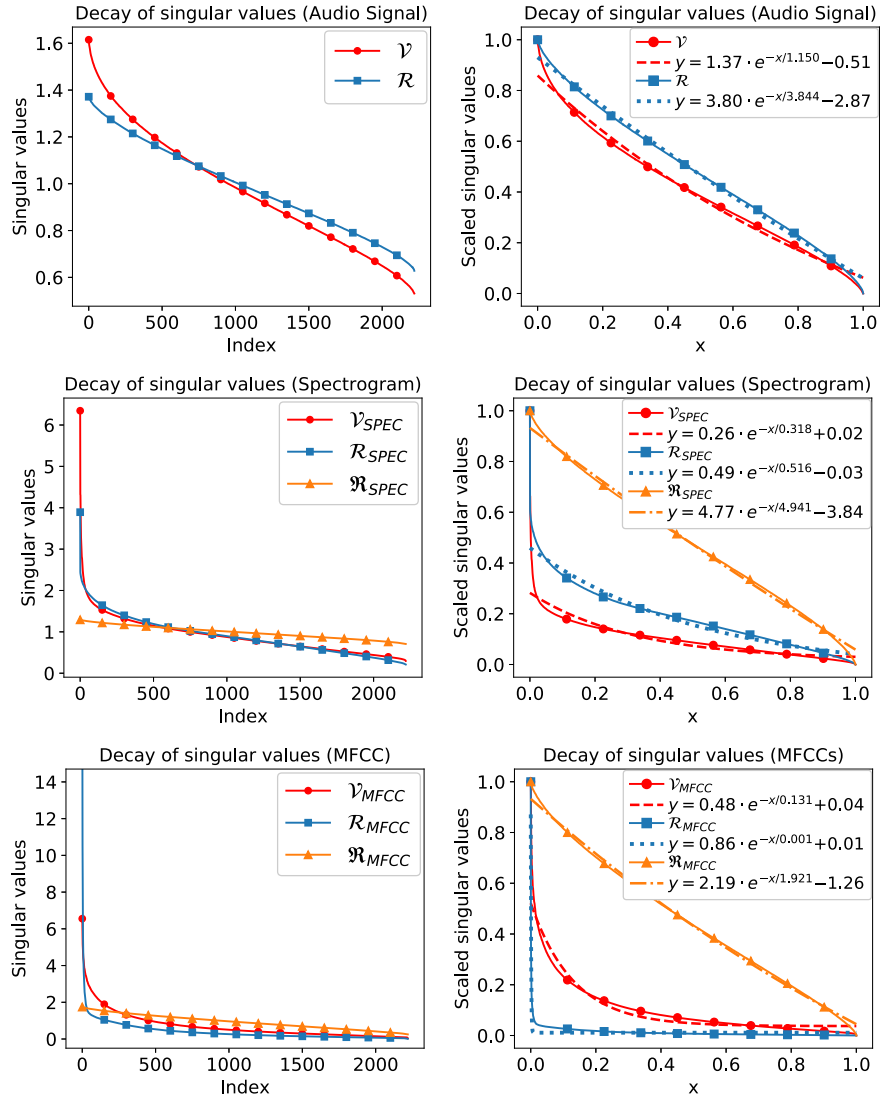 Decay of singular values (Audio Signal)
Singular values
1.6
1.4
1.2
1.0
0.8
0.6
𝒱
ℛ
0
500
1000
1500
2000
Index
Decay of singular values (Audio Signal)
Scaled singular values
1.0
0.8
0.6
0.4
0.2
0.0
𝒱
y = 1.37 · e^{−x/1.150} −0.51
ℛ
y = 3.80 · e^{−x/3.844} −2.87
0.0
0.2
0.4
0.6
0.8
1.0
x
Decay of singular values (Spectrogram)
Singular values
6
5
4
3
2
1
0
𝒱_{SPEC}
ℛ_{SPEC}
ℜ_{SPEC}
0
500
1000
1500
2000
Index
Decay of singular values (Spectrogram)
Scaled singular values
1.0
0.8
0.6
0.4
0.2
0.0
𝒱_{SPEC}
y = 0.26 · e^{−x/0.318} +0.02
ℛ_{SPEC}
y = 0.49 · e^{−x/0.516} −0.03
ℜ_{SPEC}
y = 4.77 · e^{−x/4.941} −3.84
0.0
0.2
0.4
0.6
0.8
1.0
x
Decay of singular values (MFCC)
Singular values
14
12
10
8
6
4
2
0
𝒱_{MFCC}
ℛ_{MFCC}
ℜ_{MFCC}
0
500
1000
1500
2000
Index
Decay of singular values (MFCCs)
Scaled singular values
1.0
0.8
0.6
0.4
0.2
0.0
𝒱_{MFCC}
y = 0.48 · e^{−x/0.131} +0.04
ℛ_{MFCC}
y = 0.86 · e^{−x/0.001} +0.01
ℜ_{MFCC}
y = 2.19 · e^{−x/1.921} −1.26
0.0
0.2
0.4
0.6
0.8
1.0
x